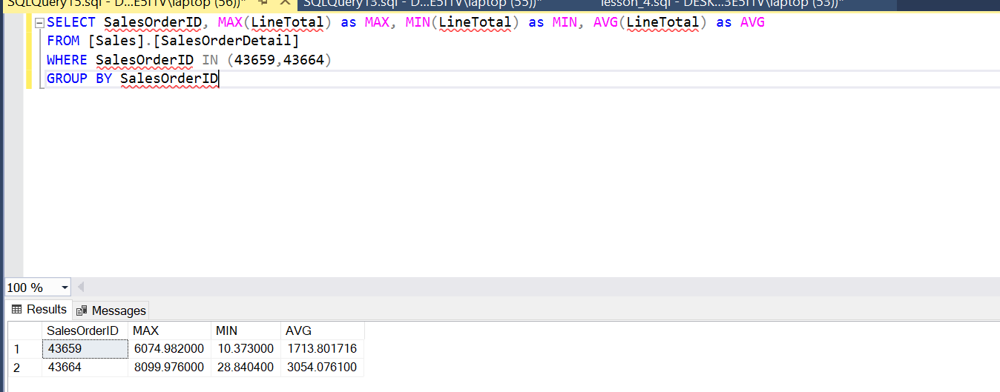 SQLQuery15.sql - D...E5I1V\laptop (56))* SQLQuery13.sql - D...E5I1V\laptop (55))* lesson_4.sql - DESK...3E5I1V\laptop (53))*
SELECT SalesOrderID, MAX(LineTotal) as MAX, MIN(LineTotal) as MIN, AVG(LineTotal) as AVG
FROM [Sales].[SalesOrderDetail]
WHERE SalesOrderID IN (43659,43664)
GROUP BY SalesOrderID
100 %
Results Messages
SalesOrderID MAX MIN AVG
1 43659 6074.982000 10.373000 1713.801716
2 43664 8099.976000 28.840400 3054.076100